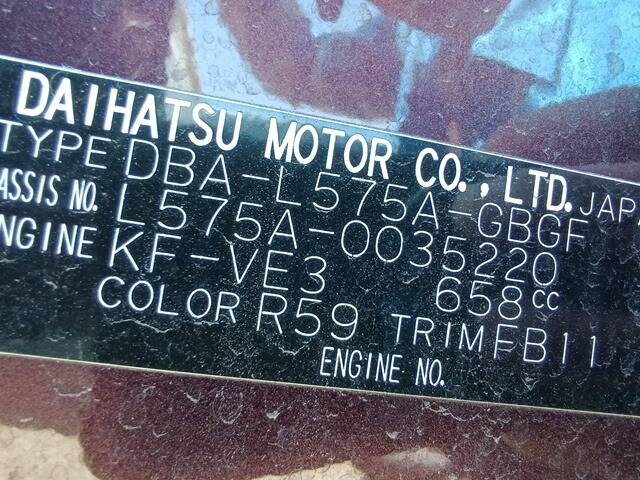 DAIHATSU MOTOR CO., LTD. JAPA
TYPE DBA-L575A-GBGF
ASSIS NO. L575A-0035220
NGINE KF-VE3 658cc
COLOR R59 TRIM FB11
ENGINE NO.